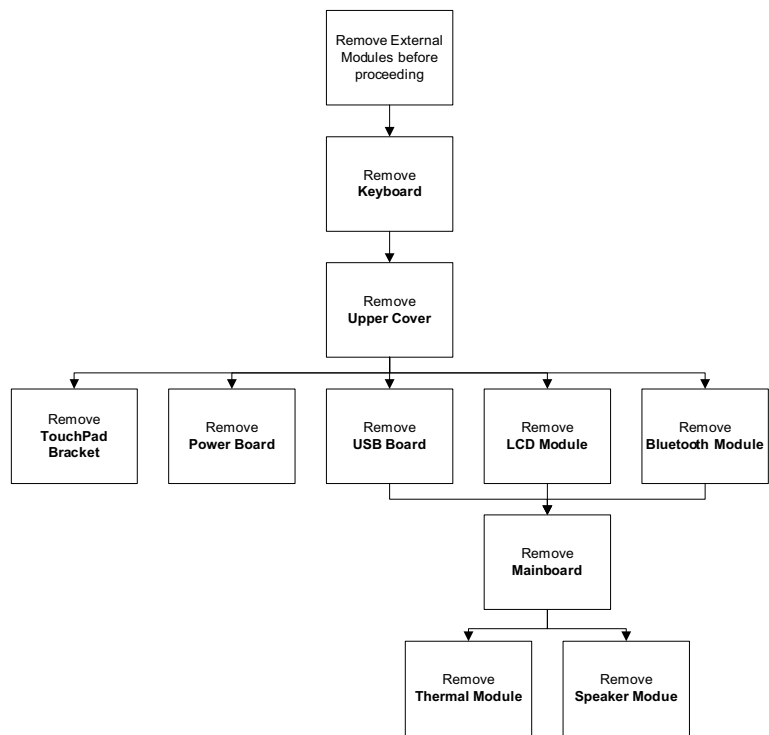 Remove External
Modules before
proceeding
Remove
Keyboard
Remove
Upper Cover
Remove
TouchPad
Bracket
Remove
Power Board
Remove
USB Board
Remove
LCD Module
Remove
Bluetooth Module
Remove
Mainboard
Remove
Thermal Module
Remove
Speaker Modue